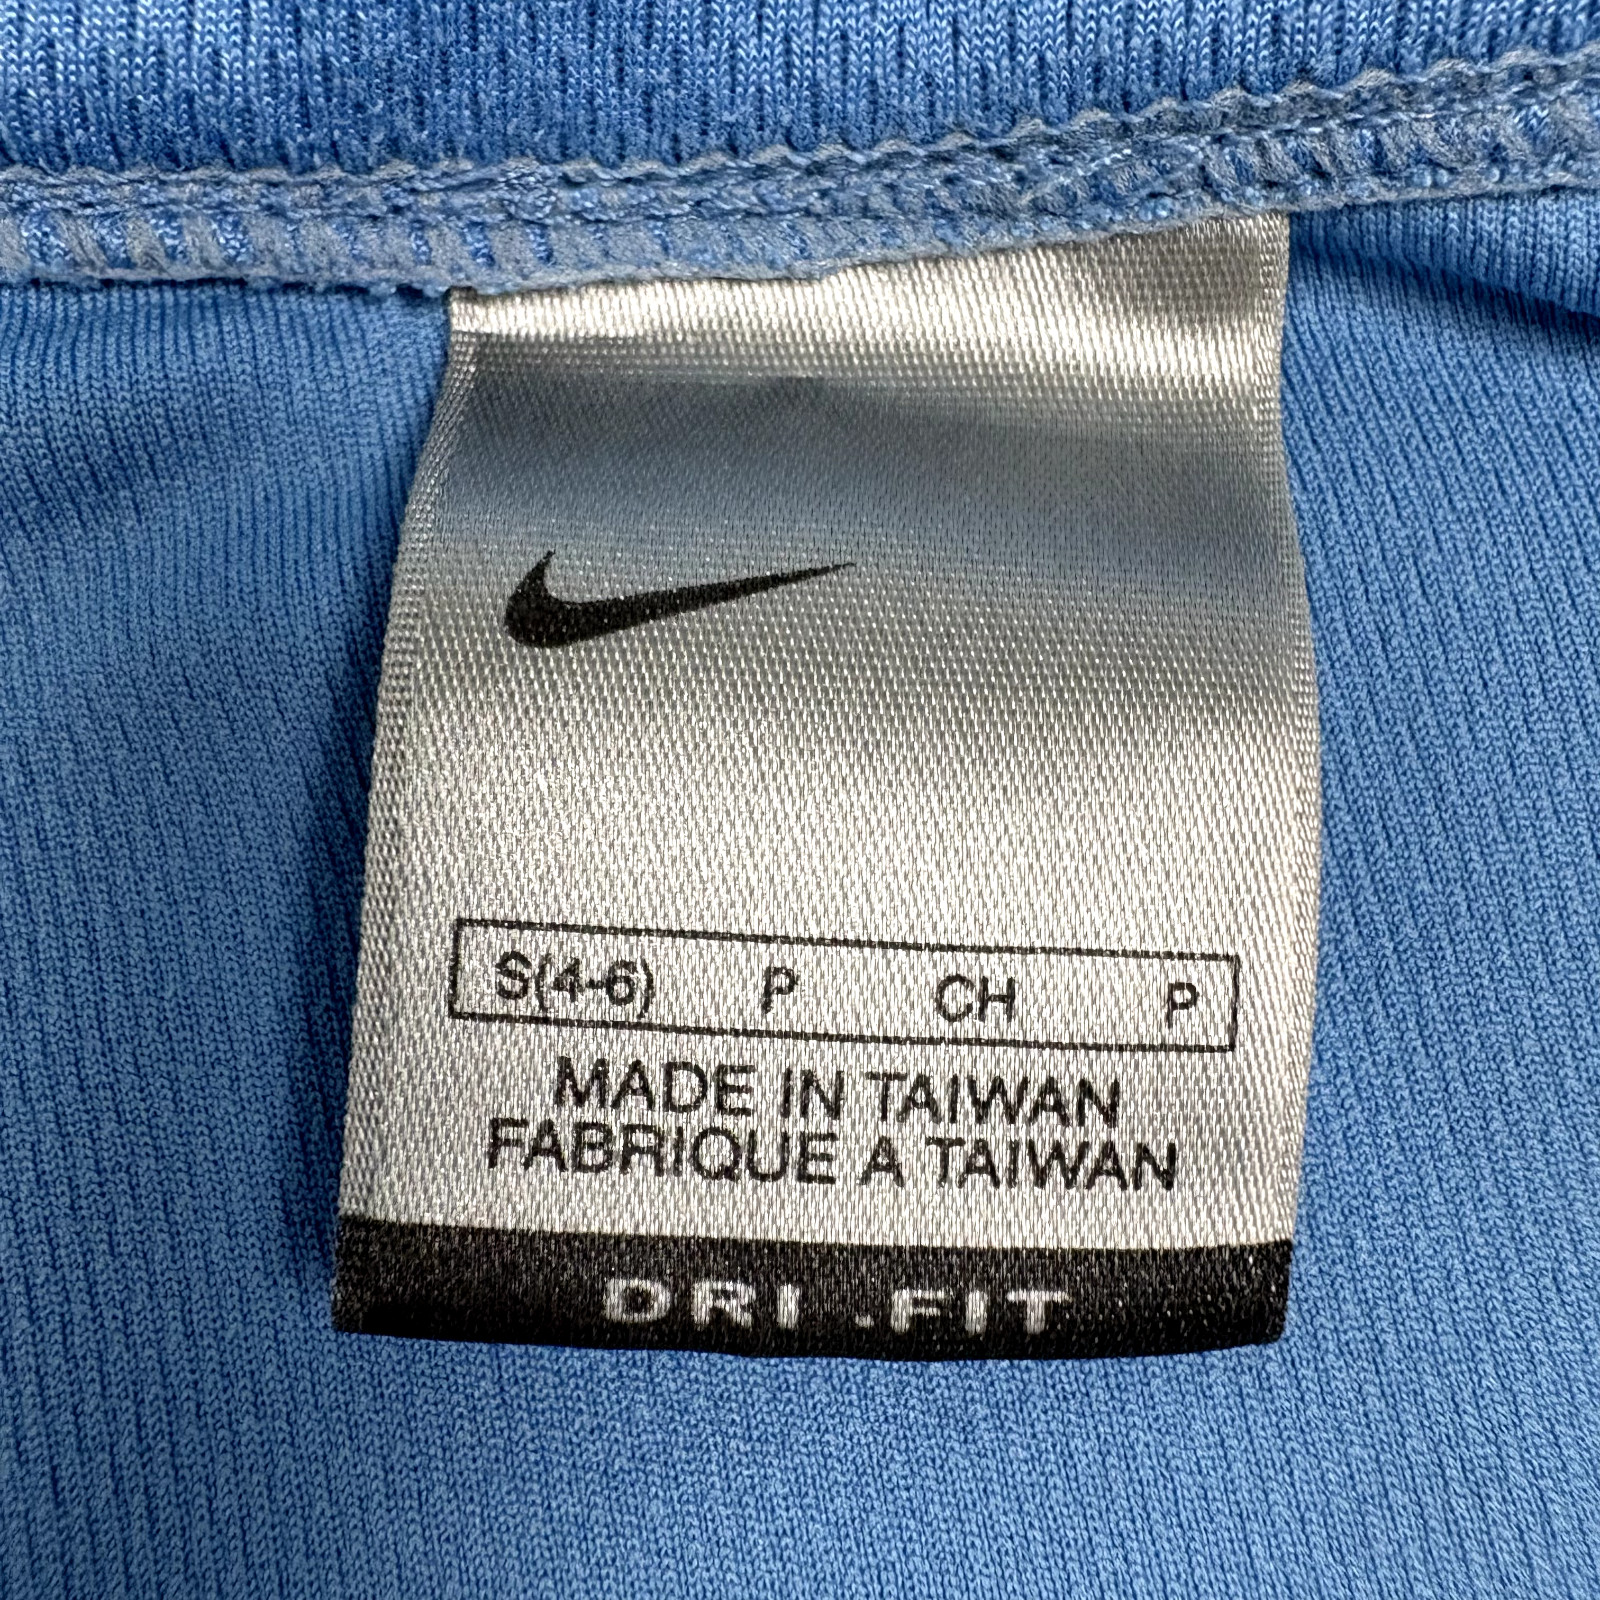 S(4-6) P CH P
MADE IN TAIWAN
FABRIQUE A TAIWAN
DRI .FIT